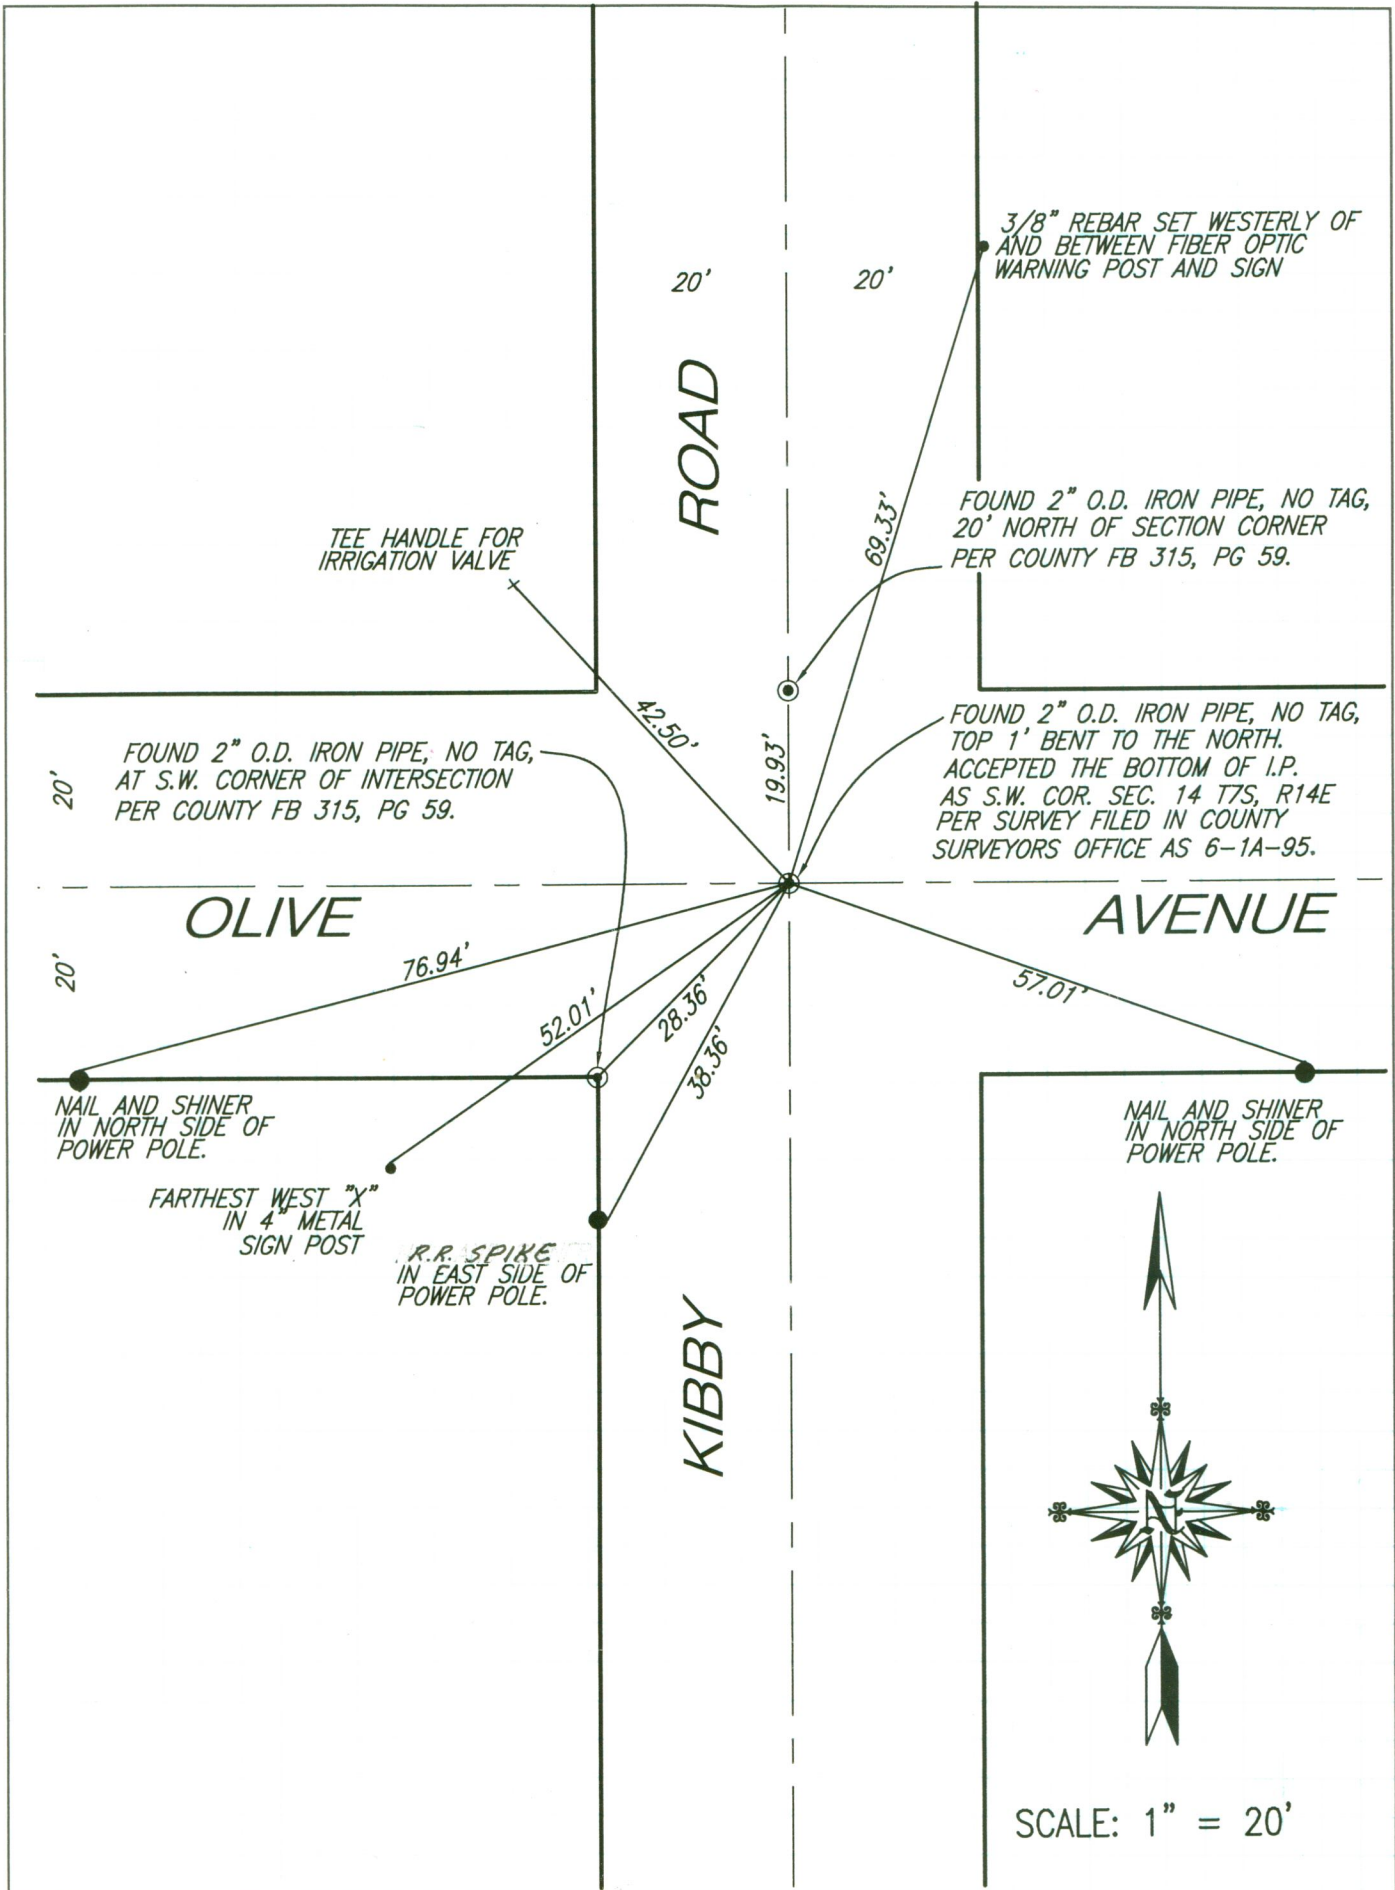 3/8" REBAR SET WESTERLY OF
AND BETWEEN FIBER OPTIC
WARNING POST AND SIGN
20'
20'
ROAD
69.33'
FOUND 2" O.D. IRON PIPE, NO TAG,
20' NORTH OF SECTION CORNER
PER COUNTY FB 315, PG 59.
TEE HANDLE FOR
IRRIGATION VALVE
42.50'
19.93'
FOUND 2" O.D. IRON PIPE, NO TAG,
TOP 1' BENT TO THE NORTH.
ACCEPTED THE BOTTOM OF I.P.
AS S.W. COR. SEC. 14 T7S, R14E
PER SURVEY FILED IN COUNTY
SURVEYORS OFFICE AS 6-1A-95.
FOUND 2" O.D. IRON PIPE, NO TAG,
AT S.W. CORNER OF INTERSECTION
PER COUNTY FB 315, PG 59.
20'
OLIVE
AVENUE
20'
76.94'
52.01'
28.36'
38.36'
57.01'
NAIL AND SHINER
IN NORTH SIDE OF
POWER POLE.
NAIL AND SHINER
IN NORTH SIDE OF
POWER POLE.
FARTHEST WEST "X"
IN 4" METAL
SIGN POST
R.R. SPIKE
IN EAST SIDE OF
POWER POLE.
KIBBY
N
SCALE: 1" = 20'